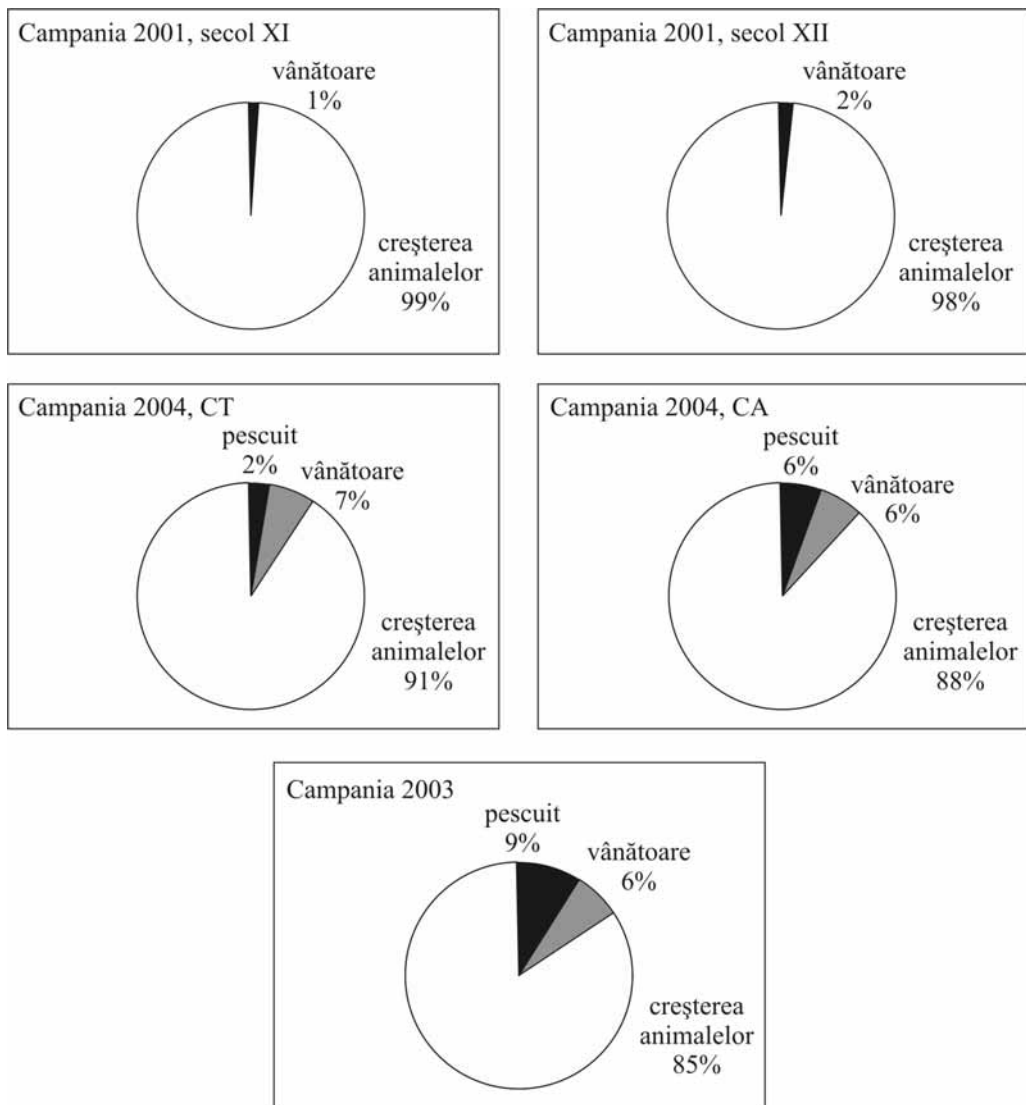 Campania 2001, secol XI
vânătoare
1%
creşterea
animalelor
99%
Campania 2001, secol XII
vânătoare
2%
creşterea
animalelor
98%
Campania 2004, CT
pescuit
2%
vânătoare
7%
creşterea
animalelor
91%
Campania 2004, CA
pescuit
6%
vânătoare
6%
creşterea
animalelor
88%
Campania 2003
pescuit
9%
vânătoare
6%
creşterea
animalelor
85%